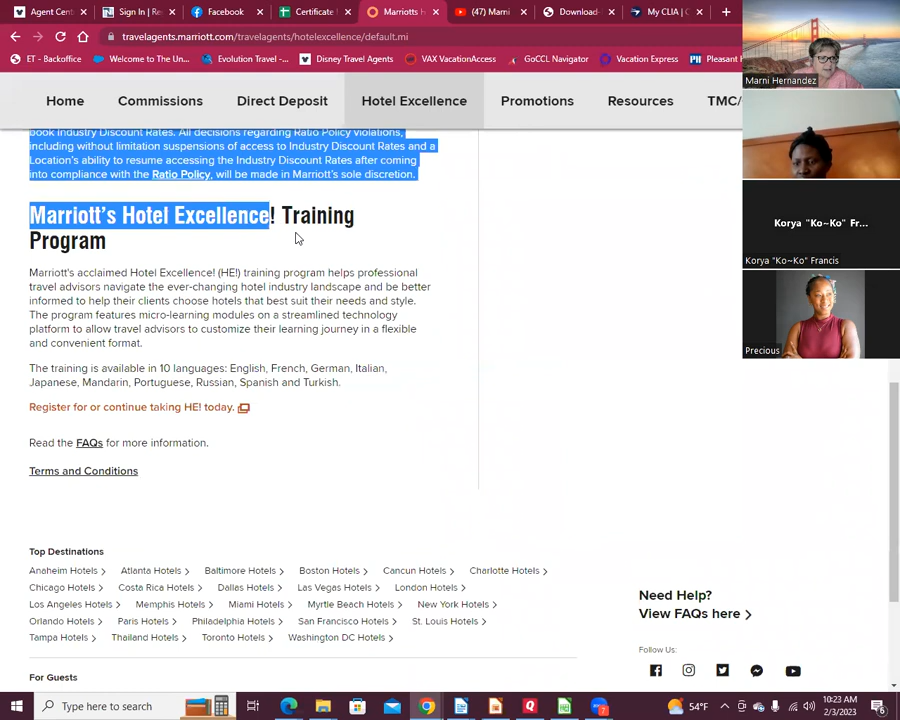 Agent Cent
Sign In | Re
Facebook
Certificate
Marriotts H
(47) Marni
Download-
My CLIA | C
travelagents.marriott.com/travelagents/hotelexcellence/default.mi
ET - Backoffice
Welcome to The Un...
Evolution Travel -...
Disney Travel Agents
VAX VacationAccess
GoCCL Navigator
Vacation Express
Pleasant H
Home
Commissions
Direct Deposit
Hotel Excellence
Promotions
Resources
TMC/
book Industry Discount Rates. All decisions regarding Ratio Policy violations,
including without limitation suspensions of access to Industry Discount Rates and a
Location's ability to resume accessing the Industry Discount Rates after coming
into compliance with the Ratio Policy, will be made in Marriott's sole discretion.
Marriott's Hotel Excellence! Training
Program
Marriott's acclaimed Hotel Excellence! (HE!) training program helps professional
travel advisors navigate the ever-changing hotel industry landscape and be better
informed to help their clients choose hotels that best suit their needs and style.
The program features micro-learning modules on a streamlined technology
platform to allow travel advisors to customize their learning journey in a flexible
and convenient format.
The training is available in 10 languages: English, French, German, Italian,
Japanese, Mandarin, Portuguese, Russian, Spanish and Turkish.
Register for or continue taking HE! today.
Read the FAQs for more information.
Terms and Conditions
Top Destinations
Anaheim Hotels
Atlanta Hotels
Baltimore Hotels
Boston Hotels
Cancun Hotels
Charlotte Hotels
Chicago Hotels
Costa Rica Hotels
Dallas Hotels
Las Vegas Hotels
London Hotels
Los Angeles Hotels
Memphis Hotels
Miami Hotels
Myrtle Beach Hotels
New York Hotels
Orlando Hotels
Paris Hotels
Philadelphia Hotels
San Francisco Hotels
St. Louis Hotels
Tampa Hotels
Thailand Hotels
Toronto Hotels
Washington DC Hotels
For Guests
Need Help?
View FAQs here
Follow Us:
Marni Hernandez
Korya "Ko~Ko" Fr...
Korya "Ko~Ko" Francis
Precious
Type here to search
54°F
10:23 AM
2/3/2023
6